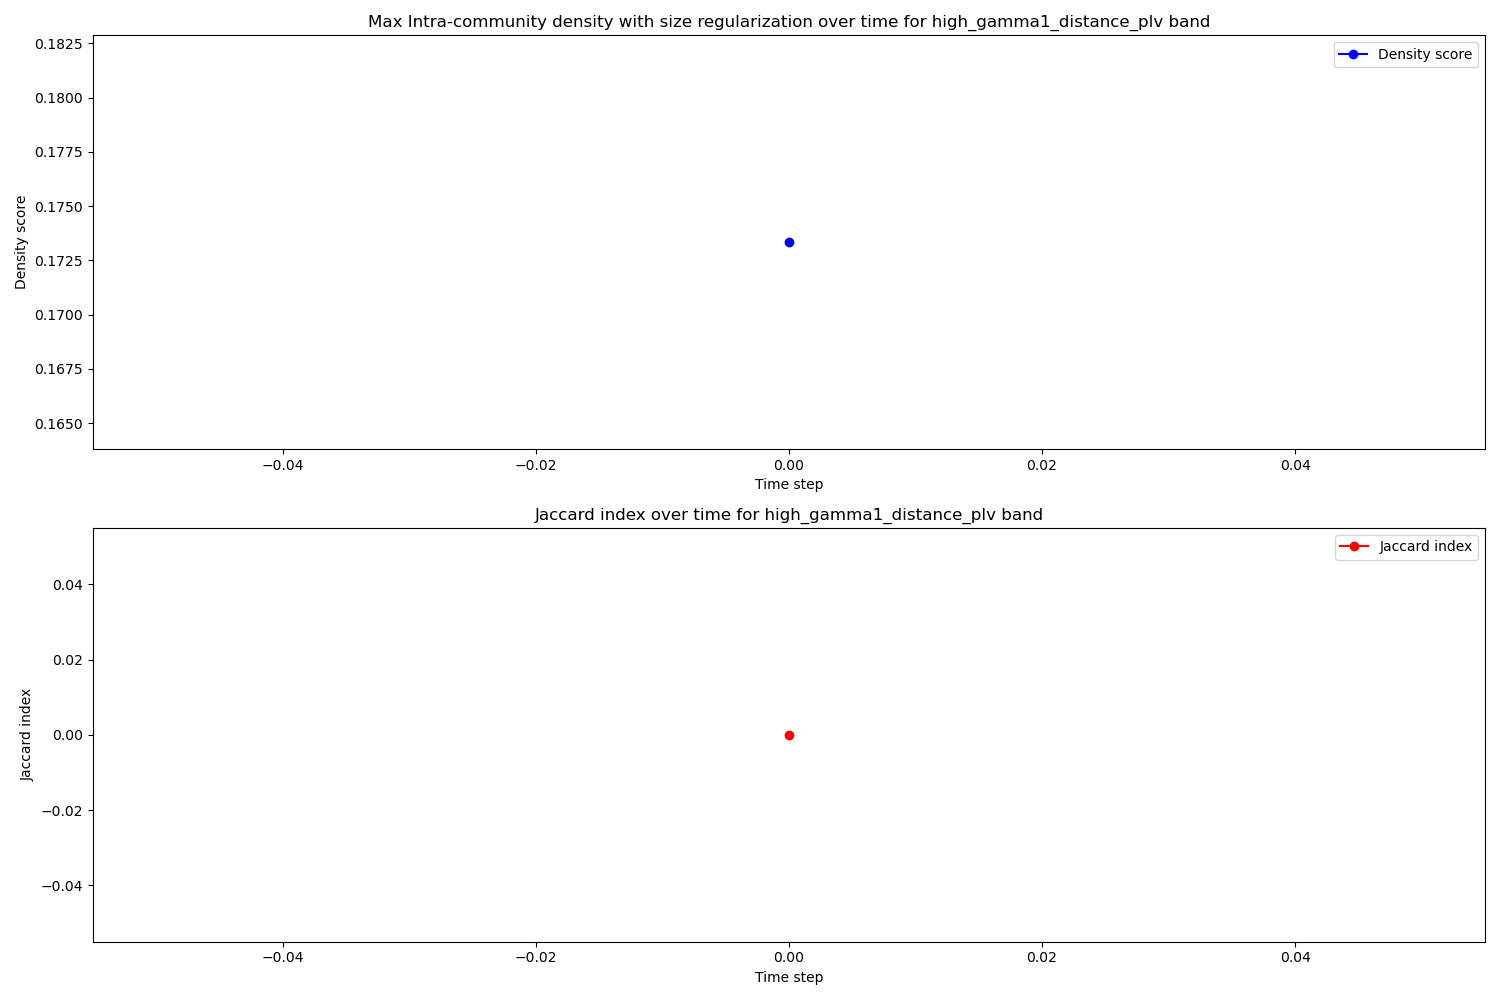 Max Intra-community density with size regularization over time for high_gamma1_distance_plv band
0.1825
0.1800
0.1775
0.1750
0.1725
0.1700
0.1675
0.1650
Density score
Density score
−0.04
−0.02
0.00
0.02
0.04
Time step
Jaccard index over time for high_gamma1_distance_plv band
0.04
0.02
0.00
−0.02
−0.04
Jaccard index
Jaccard index
−0.04
−0.02
0.00
0.02
0.04
Time step